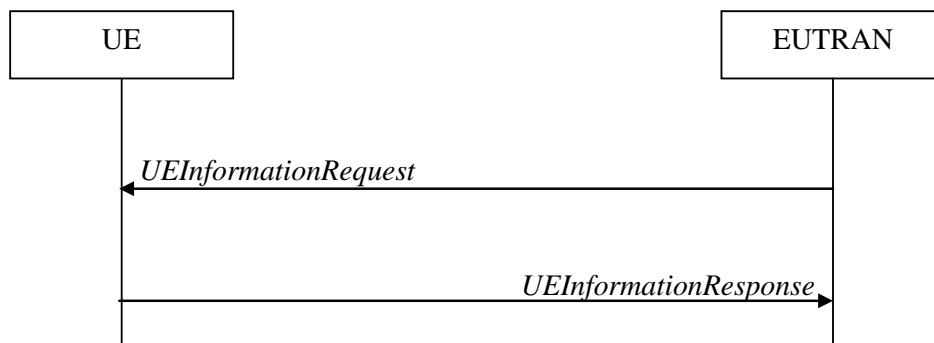 UE
EUTRAN
UEInformationRequest
UEInformationResponse